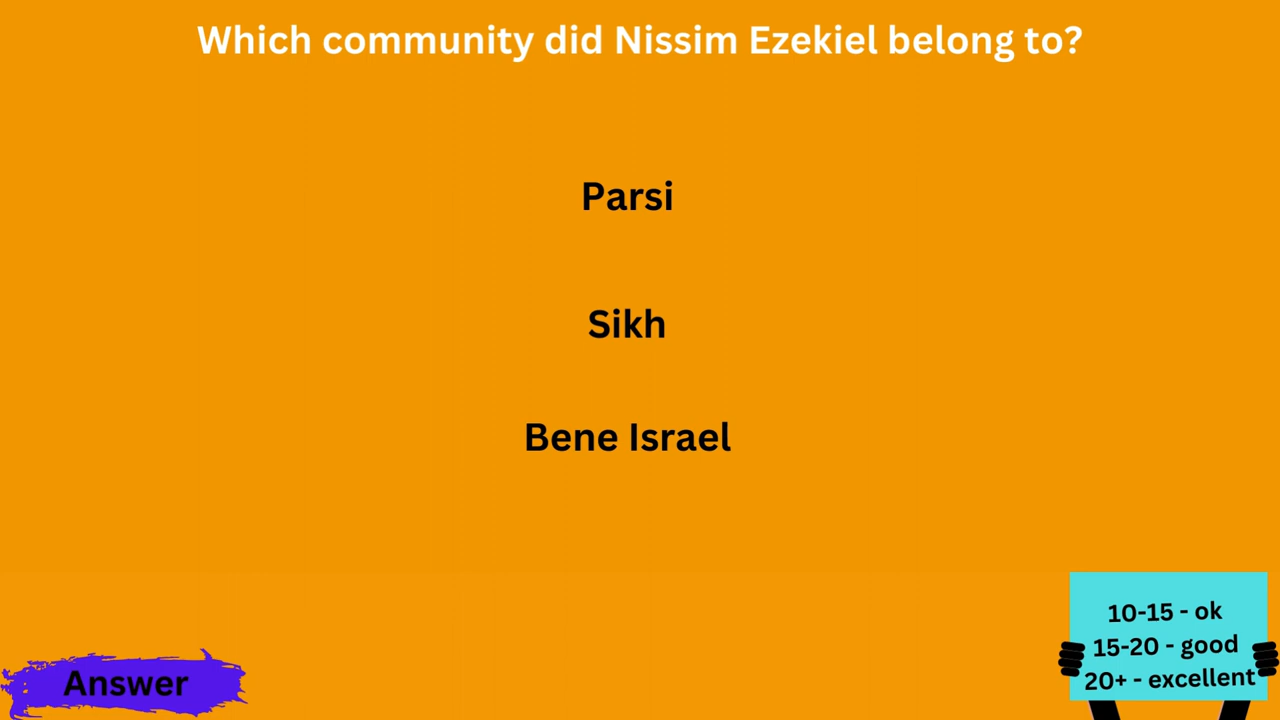 Which community did Nissim Ezekiel belong to?
Parsi
Sikh
Bene Israel
10-15 - ok
15-20 - good
20+ - excellent
Answer